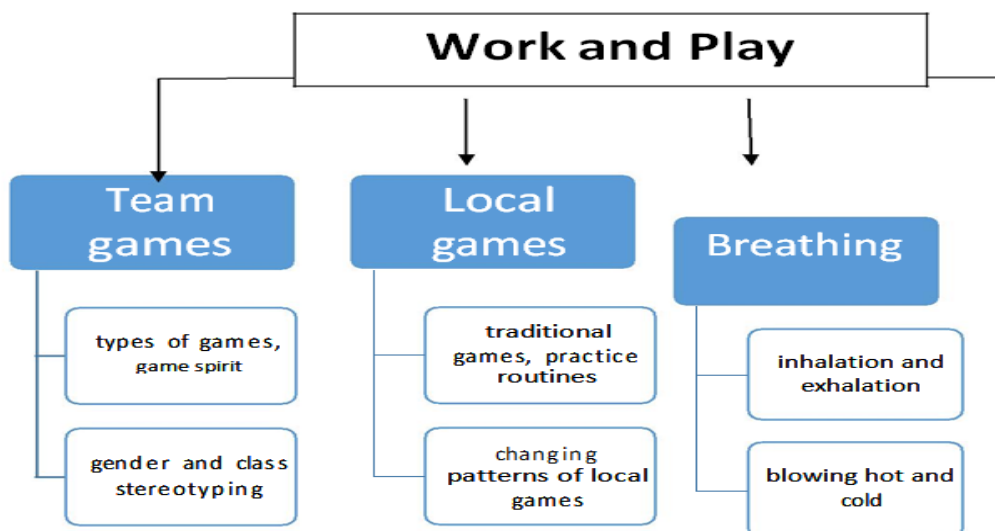 Work and Play
Team
games
types of games,
game spirit
gender and class
stereotyping
Local
games
traditional
games, practice
routines
changing
patterns of local
games
Breathing
inhalation and
exhalation
blowing hot and
cold